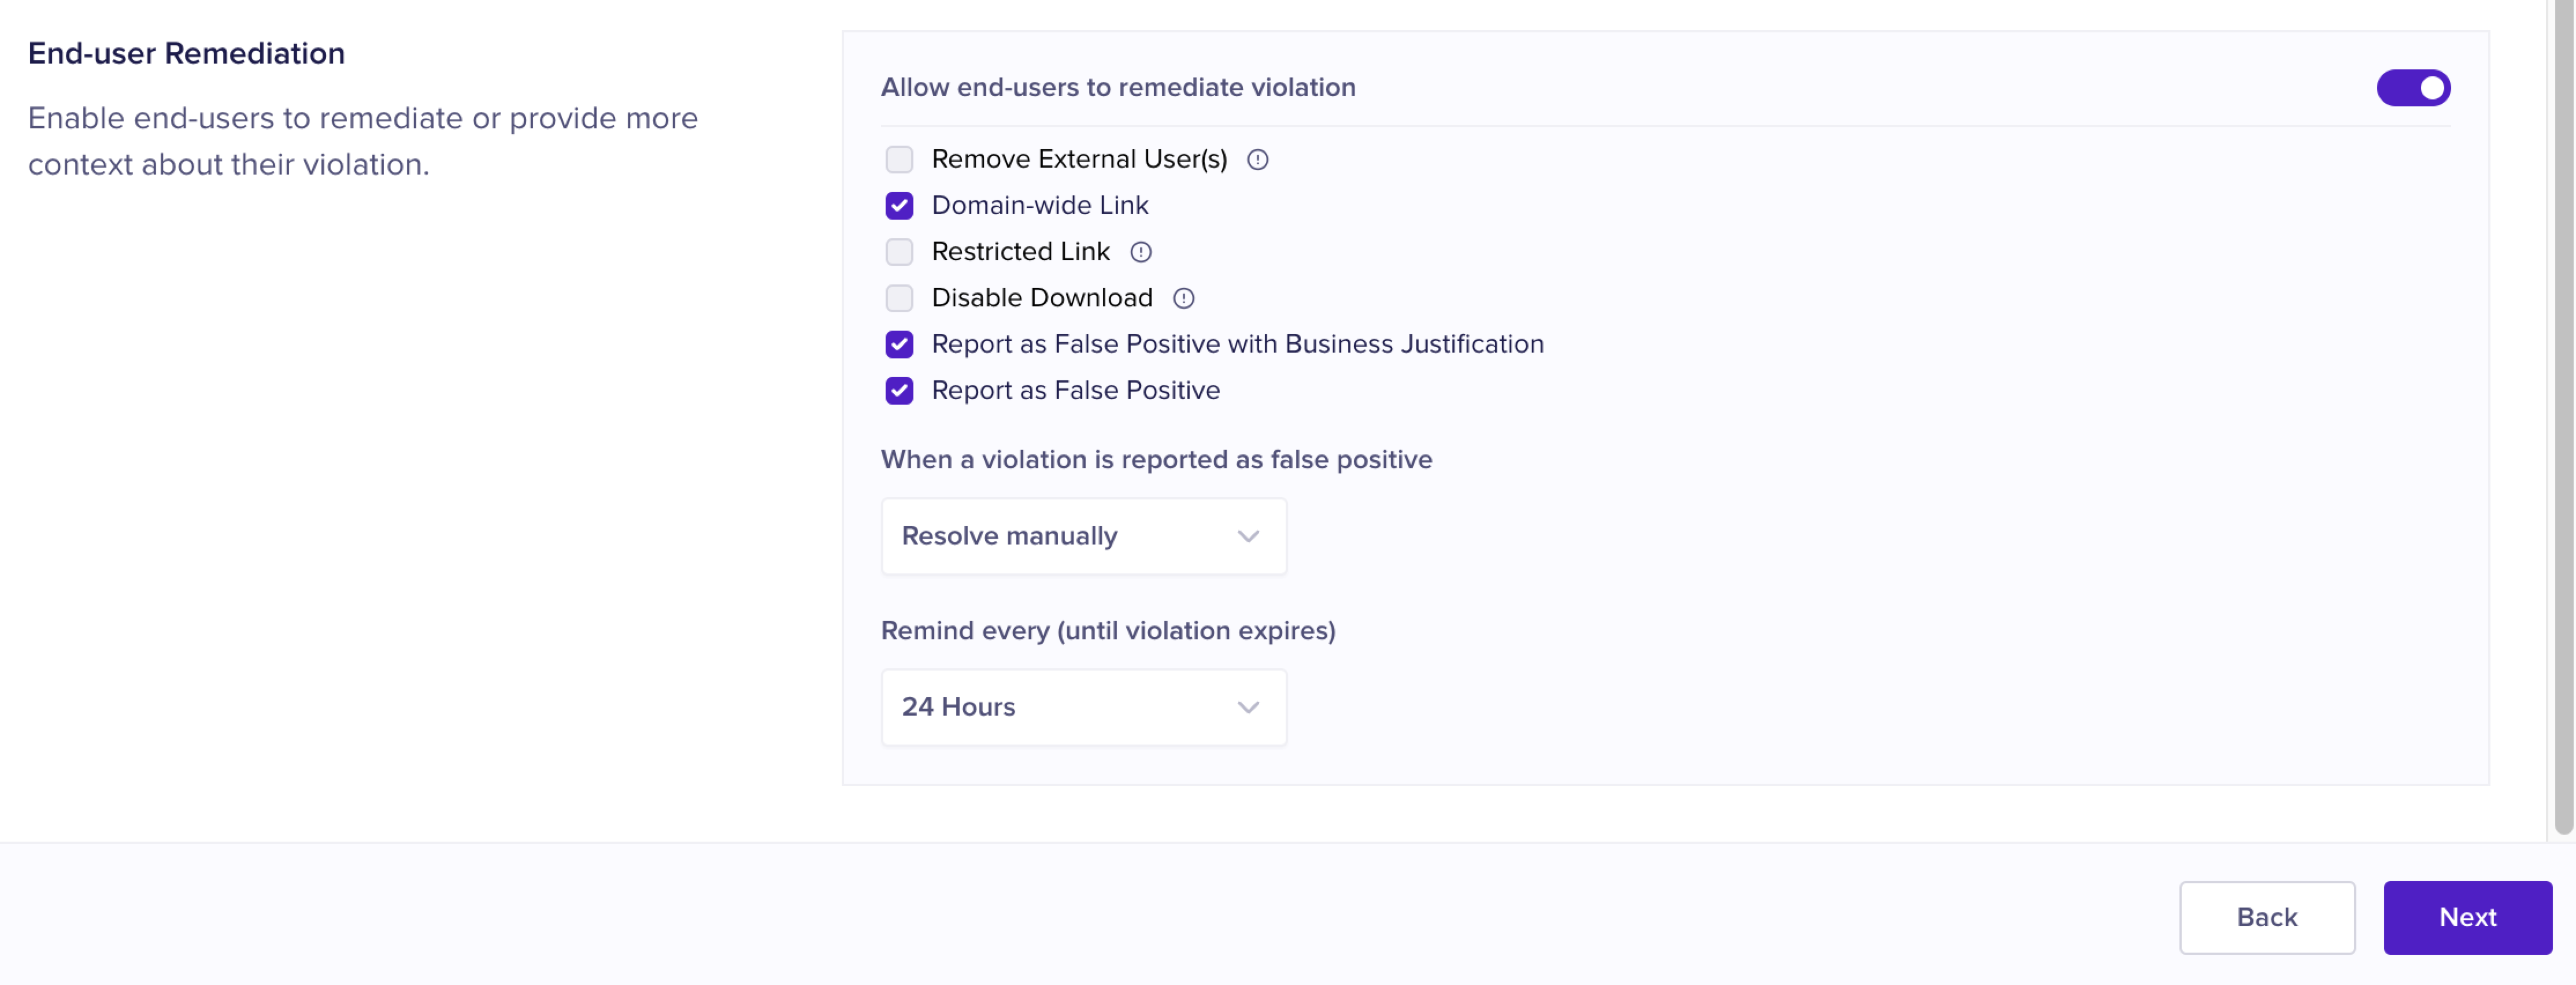 End-user Remediation
Enable end-users to remediate or provide more
context about their violation.
Allow end-users to remediate violation
Remove External User(s)
Domain-wide Link
Restricted Link
Disable Download
Report as False Positive with Business Justification
Report as False Positive
When a violation is reported as false positive
Resolve manually
Remind every (until violation expires)
24 Hours
Back
Next